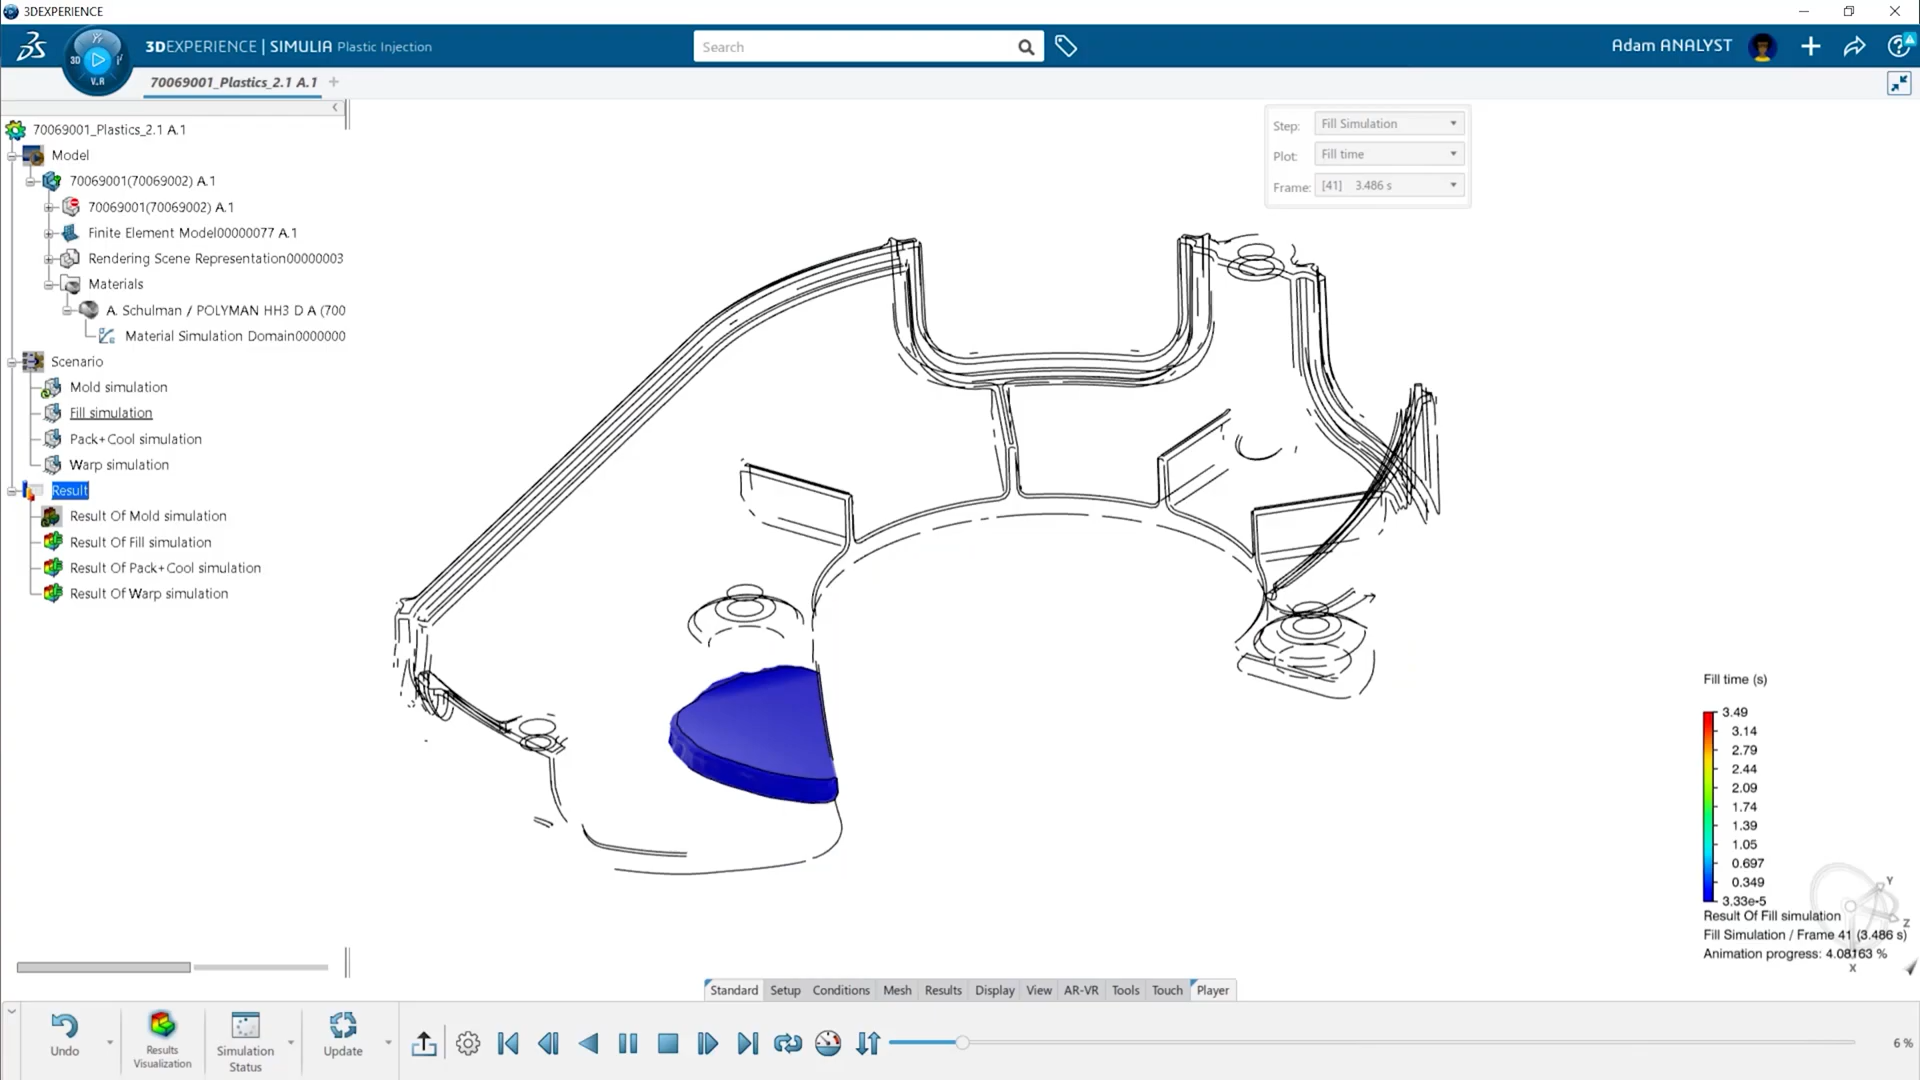 3DEXPERIENCE
3DEXPERIENCE | SIMULIA Plastic Injection
Search
Adam ANALYST
3D
V.R
70069001_Plastics_2.1 A.1
70069001_Plastics_2.1 A.1
Model
70069001(70069002) A.1
70069001(70069002) A.1
Finite Element Model00000077 A.1
Rendering Scene Representation00000003
Materials
A. Schulman / POLYMAN HH3 D A (700
Material Simulation Domain0000000
Scenario
Mold simulation
Fill simulation
Pack+Cool simulation
Warp simulation
Result
Result Of Mold simulation
Result Of Fill simulation
Result Of Pack+Cool simulation
Result Of Warp simulation
Step: Fill Simulation
Plot: Fill time
Frame: [41] 3.486 s
Fill time (s)
3.49
3.14
2.79
2.44
2.09
1.74
1.39
1.05
0.697
0.349
3.33e-5
Result Of Fill simulation
Fill Simulation / Frame 41 (3.486 s)
Animation progress: 4.08163 %
Y
Z
X
Standard Setup Conditions Mesh Results Display View AR-VR Tools Touch Player
Undo
Results Visualization
Simulation Status
Update
6 %